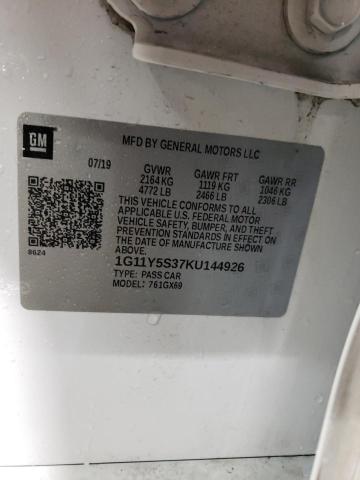 GM
MFD BY GENERAL MOTORS LLC
07/19 GVWR GAWR FRT GAWR RR
2164 KG 1119 KG 1046 KG
4772 LB 2466 LB 2306 LB
THIS VEHICLE CONFORMS TO ALL
APPLICABLE U.S. FEDERAL MOTOR
VEHICLE SAFETY, BUMPER, AND THEFT
PREVENTION STANDARDS IN EFFECT ON
THE DATE OF MANUFACTURE SHOWN
ABOVE.
8624
1G11Y5S37KU144926
TYPE: PASS CAR
MODEL: 761GX69